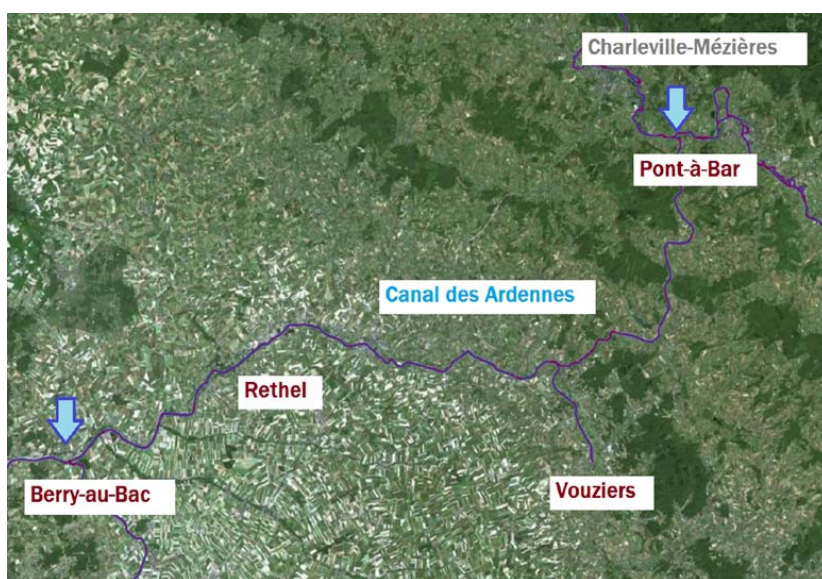 Charleville-Mézières
Pont-à-Bar
Canal des Ardennes
Rethel
Berry-au-Bac
Vouziers